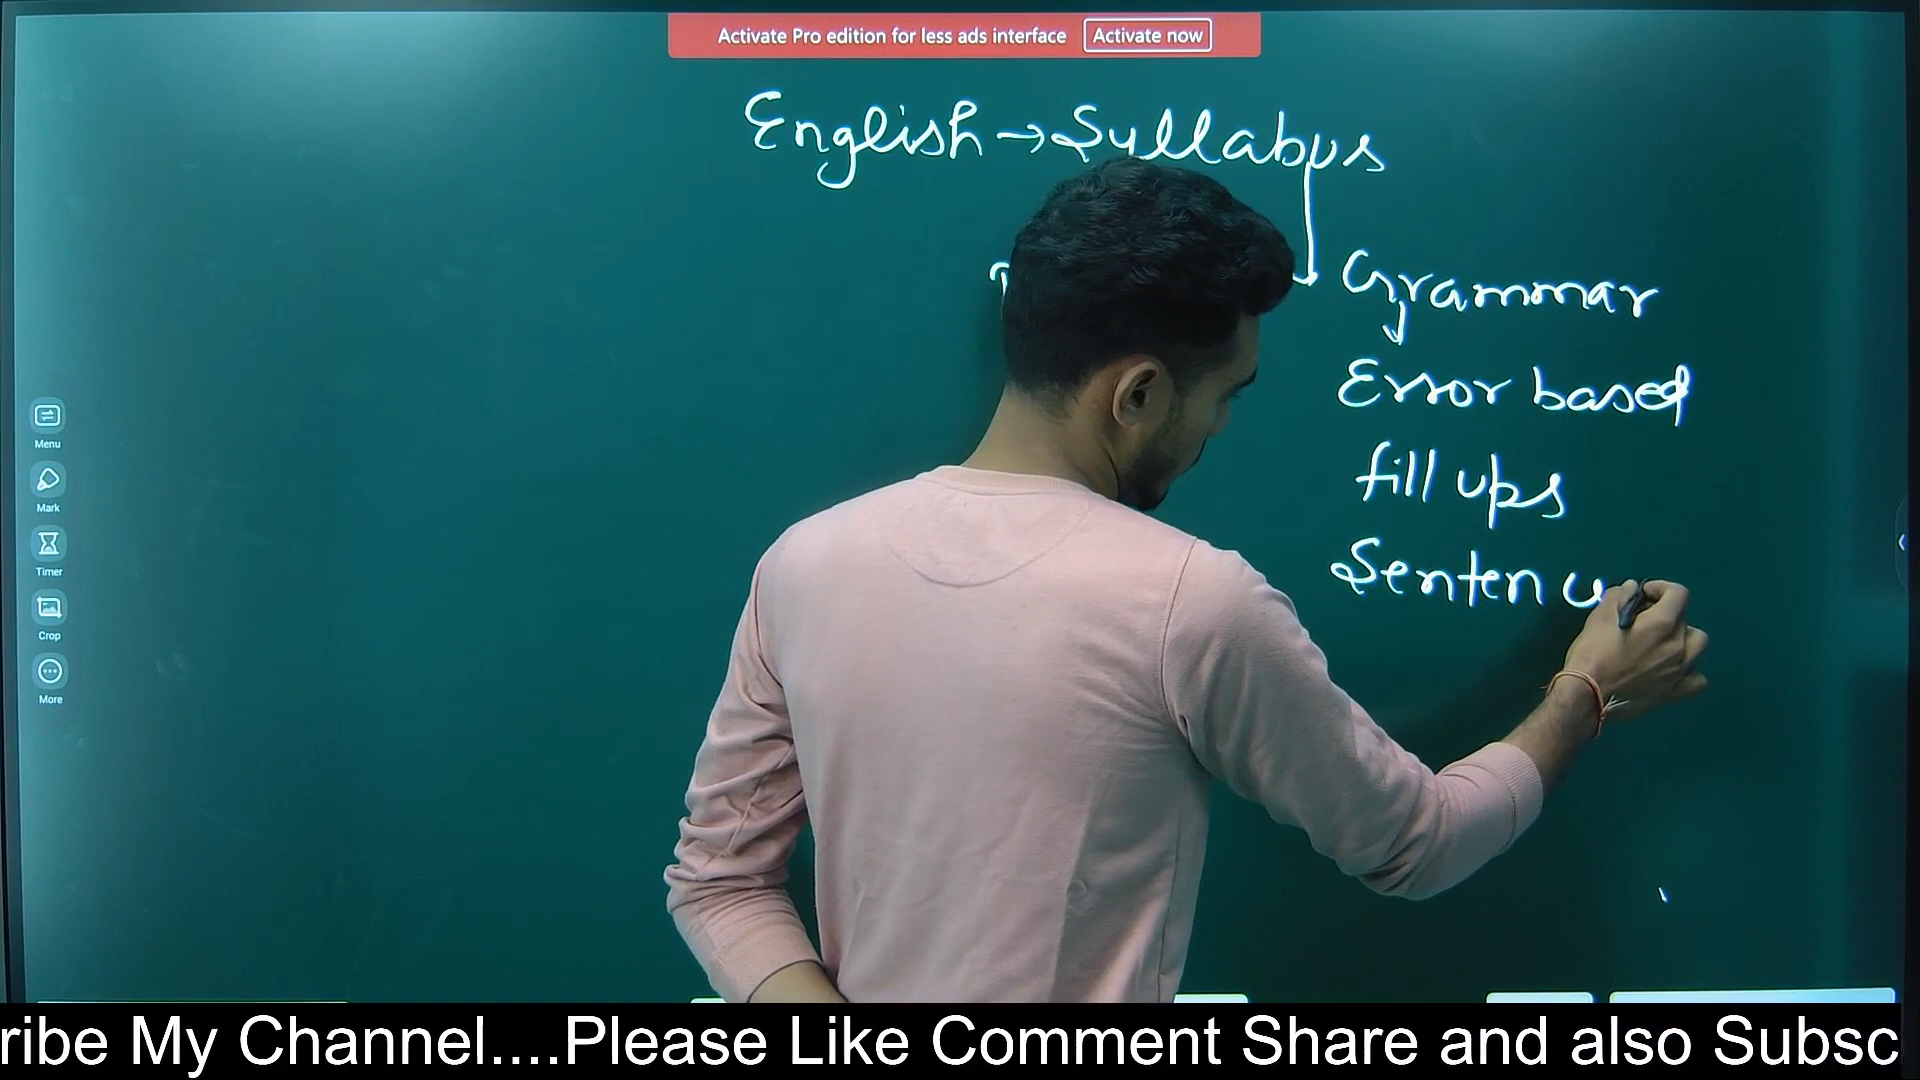 Activate Pro edition for less ads interface Activate now
English → Syllabus
Grammar
Error based
fill ups
Senten
Menu
Mark
Timer
Crop
More
ribe My Channel....Please Like Comment Share and also Subsc